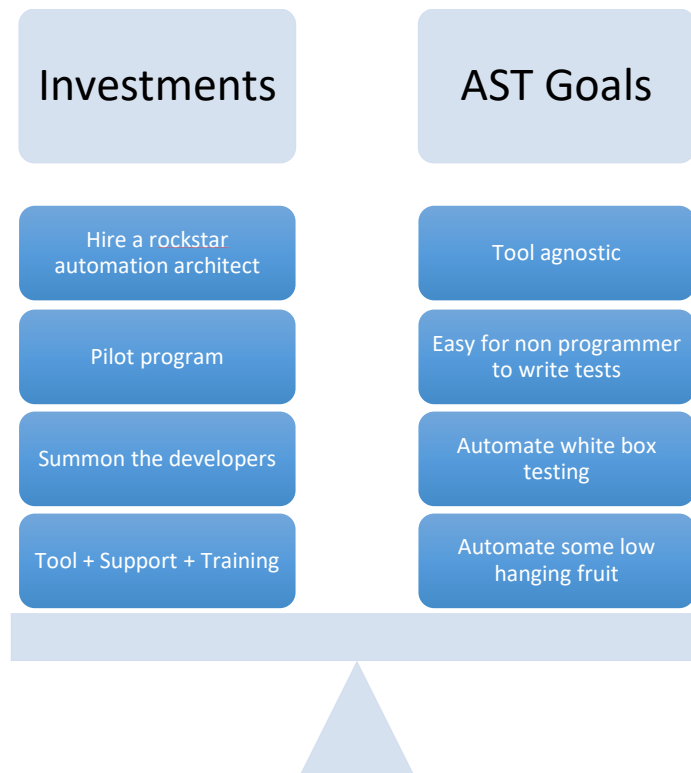 Investments
AST Goals
Hire a rockstar
automation architect
Tool agnostic
Pilot program
Easy for non programmer
to write tests
Summon the developers
Automate white box
testing
Tool + Support + Training
Automate some low
hanging fruit